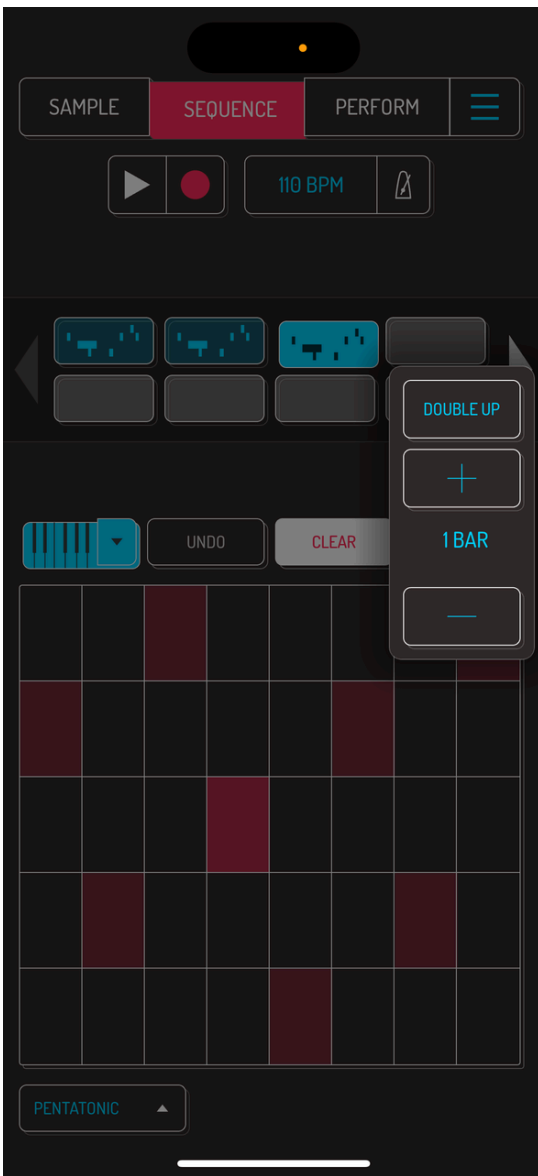 SAMPLE
SEQUENCE
PERFORM
110 BPM
DOUBLE UP
1 BAR
UNDO
CLEAR
PENTATONIC